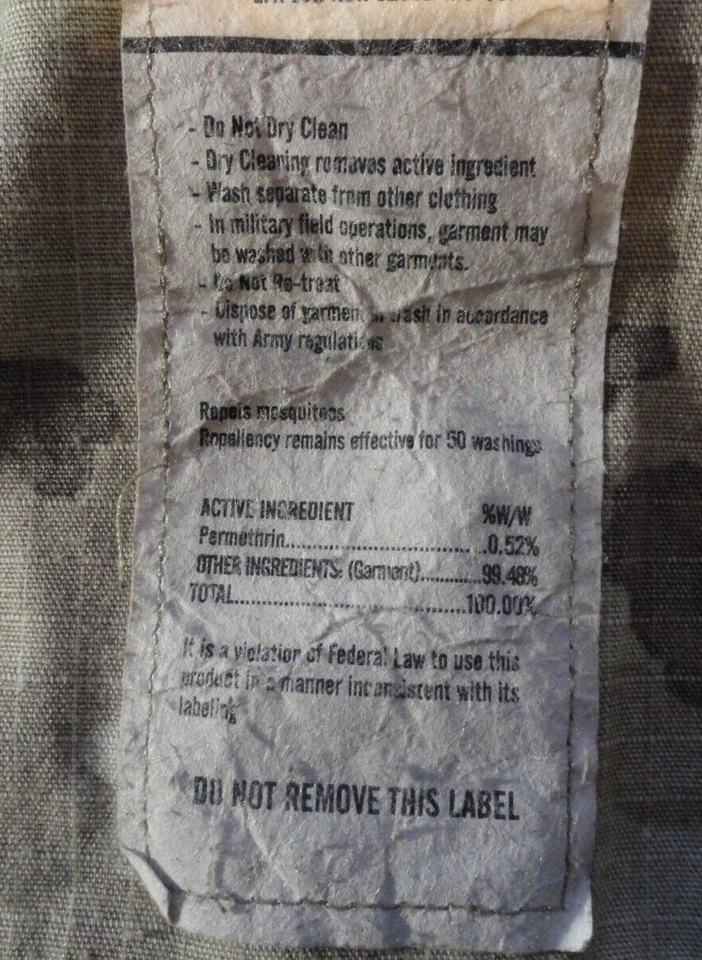 - Do Not Dry Clean
- Dry Cleaning removes active ingredient
- Wash separate from other clothing
- In military field operations, garment may
be washed with other garments.
- Do Not Re-treat
- Dispose of garment in trash in accordance
with Army regulations
Repels mosquitoes
Repellency remains effective for 50 washings
ACTIVE INGREDIENT %W/W
Permethrin..............................0.52%
OTHER INGREDIENTS: (Garment)..........99.48%
TOTAL..................................100.00%
It is a violation of Federal Law to use this
product in a manner inconsistent with its
labeling
DO NOT REMOVE THIS LABEL